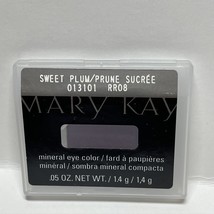 SWEET PLUM/PRUNE SUCRÉE
013101 RR08
MARY KAY
mineral eye color / fard à paupières
minéral / sombra mineral compacta
.05 OZ. NET WT. / 1.4 g / 1,4 g